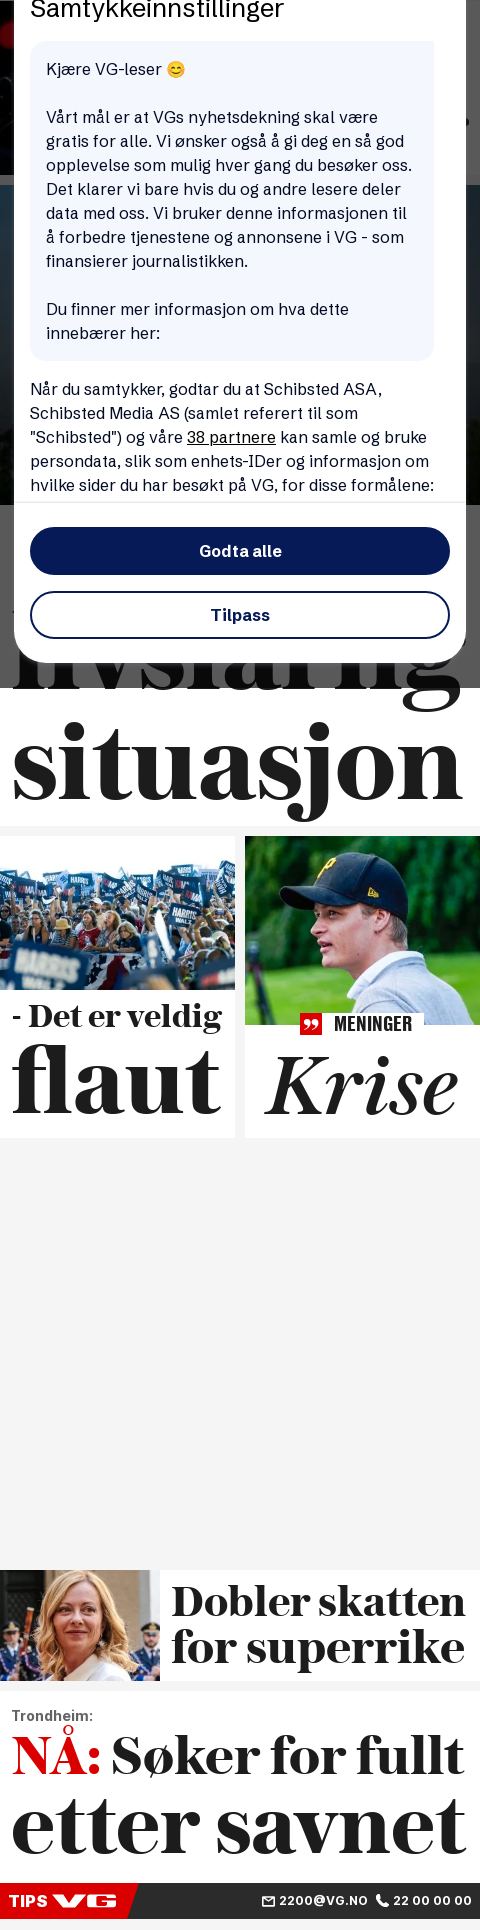 Samtykkeinnstillinger
Kjære VG-leser 😊
Vårt mål er at VGs nyhetsdekning skal være
gratis for alle. Vi ønsker også å gi deg en så god
opplevelse som mulig hver gang du besøker oss.
Det klarer vi bare hvis du og andre lesere deler
data med oss. Vi bruker denne informasjonen til
å forbedre tjenestene og annonsene i VG - som
finansierer journalistikken.
Du finner mer informasjon om hva dette
innebærer her:
Når du samtykker, godtar du at Schibsted ASA,
Schibsted Media AS (samlet referert til som
"Schibsted") og våre 38 partnere kan samle og bruke
persondata, slik som enhets-IDer og informasjon om
hvilke sider du har besøkt på VG, for disse formålene:
Godta alle
Tilpass
livsfarlig
situasjon
HARRIS
WALZ
HARRIS
- Det er veldig
flaut
MENINGER
Krise
Dobler skatten
for superrike
Trondheim:
NÅ: Søker for fullt
etter savnet
TIPS VG 2200@VG.NO 22 00 00 00